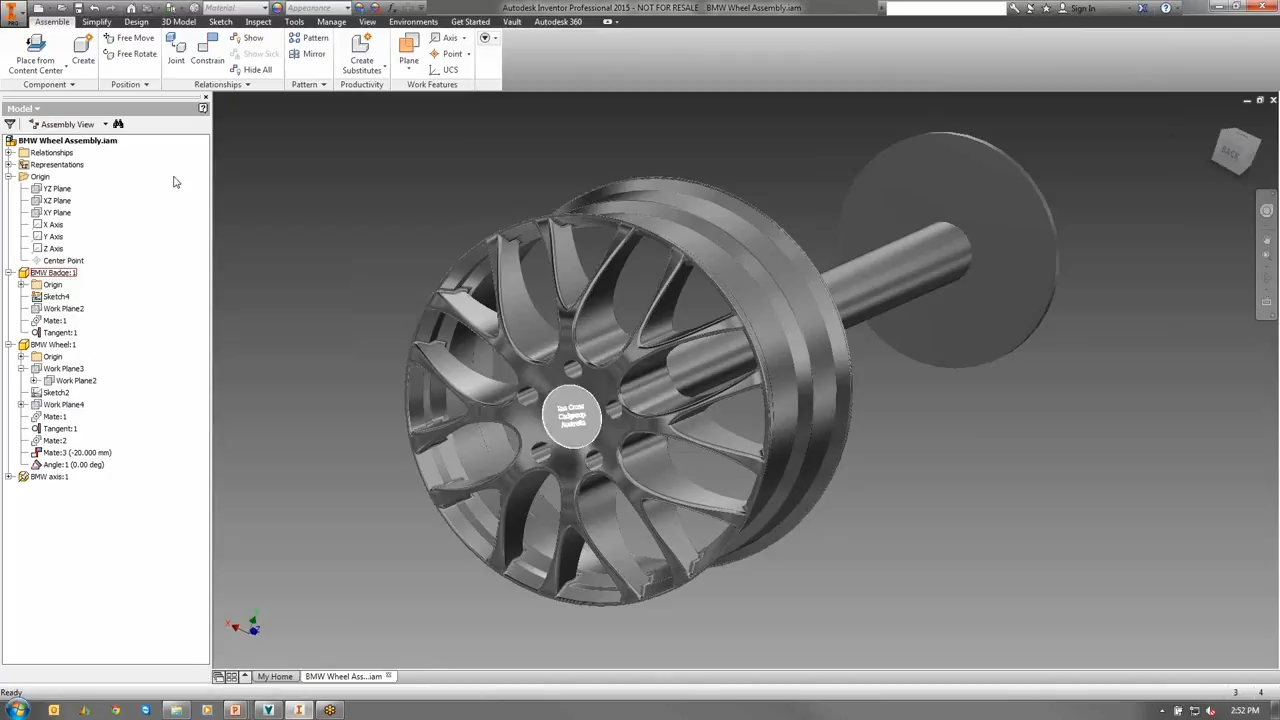 PRO
Material
Appearance
Autodesk Inventor Professional 2015 - NOT FOR RESALE BMW Wheel Assembly.iam
Sign In
Assemble Simplify Design 3D Model Sketch Inspect Tools Manage View Environments Get Started Vault Autodesk 360
Place from Content Center
Create
Free Move
Free Rotate
Joint
Constrain
Show
Show Sick
Hide All
Pattern
Mirror
Create Substitutes
Plane
Axis
Point
UCS
Component
Position
Relationships
Pattern
Productivity
Work Features
Model
Assembly View
BMW Wheel Assembly.iam
Relationships
Representations
Origin
YZ Plane
XZ Plane
XY Plane
X Axis
Y Axis
Z Axis
Center Point
BMW Badge:1
Origin
Sketch4
Work Plane2
Mate:1
Tangent:1
BMW Wheel:1
Origin
Work Plane3
Work Plane2
Sketch2
Work Plane4
Mate:1
Tangent:1
Mate:2
Mate:3 (-20.000 mm)
Angle:1 (0.00 deg)
BMW axis:1
BACK
Cadgroup
Australia
My Home
BMW Wheel Ass...iam
Ready
3 4
2:52 PM